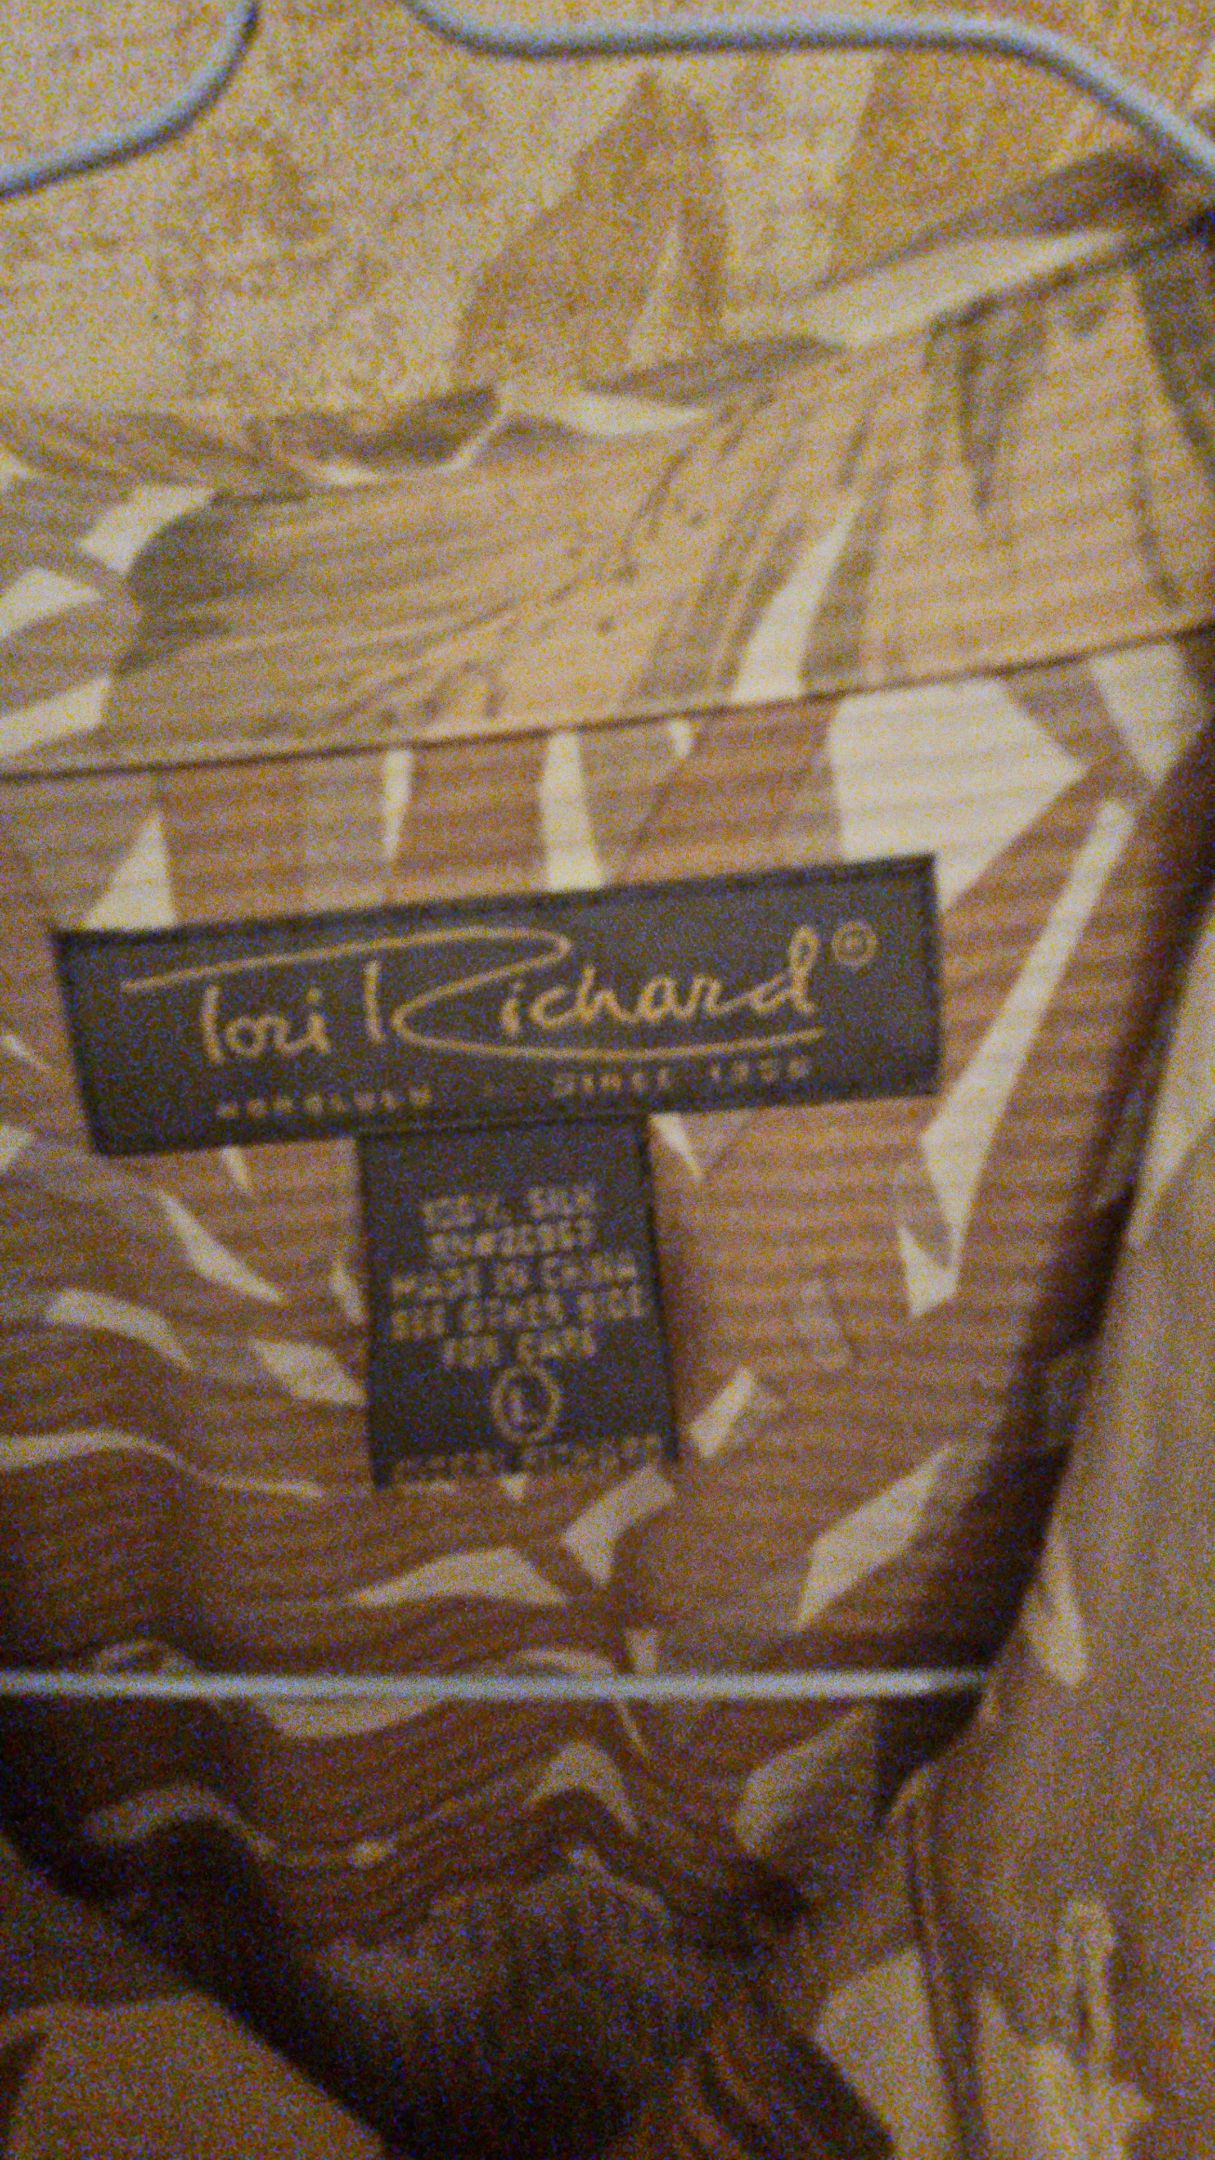 Tori Richard®
HONOLULU - SINCE 1956
100% SILK
MADE IN CHINA
SEE OTHER SIDE
FOR CARE
L